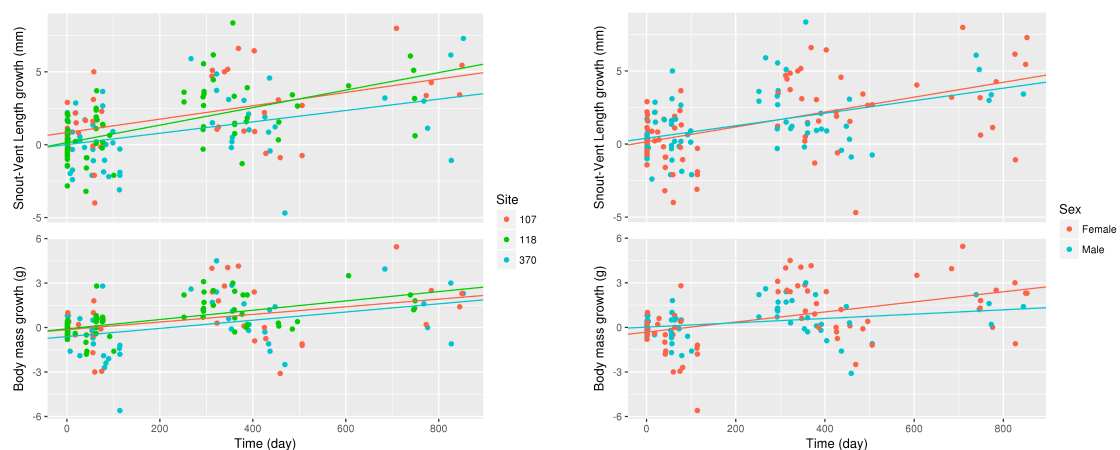 Snout-Vent Length growth (mm)
5
0
-5
Body mass growth (g)
6
3
0
-3
-6
0
200
400
600
800
Time (day)
Site
107
118
370
Snout-Vent Length growth (mm)
5
0
-5
Body mass growth (g)
6
3
0
-3
-6
0
200
400
600
800
Time (day)
Sex
Female
Male